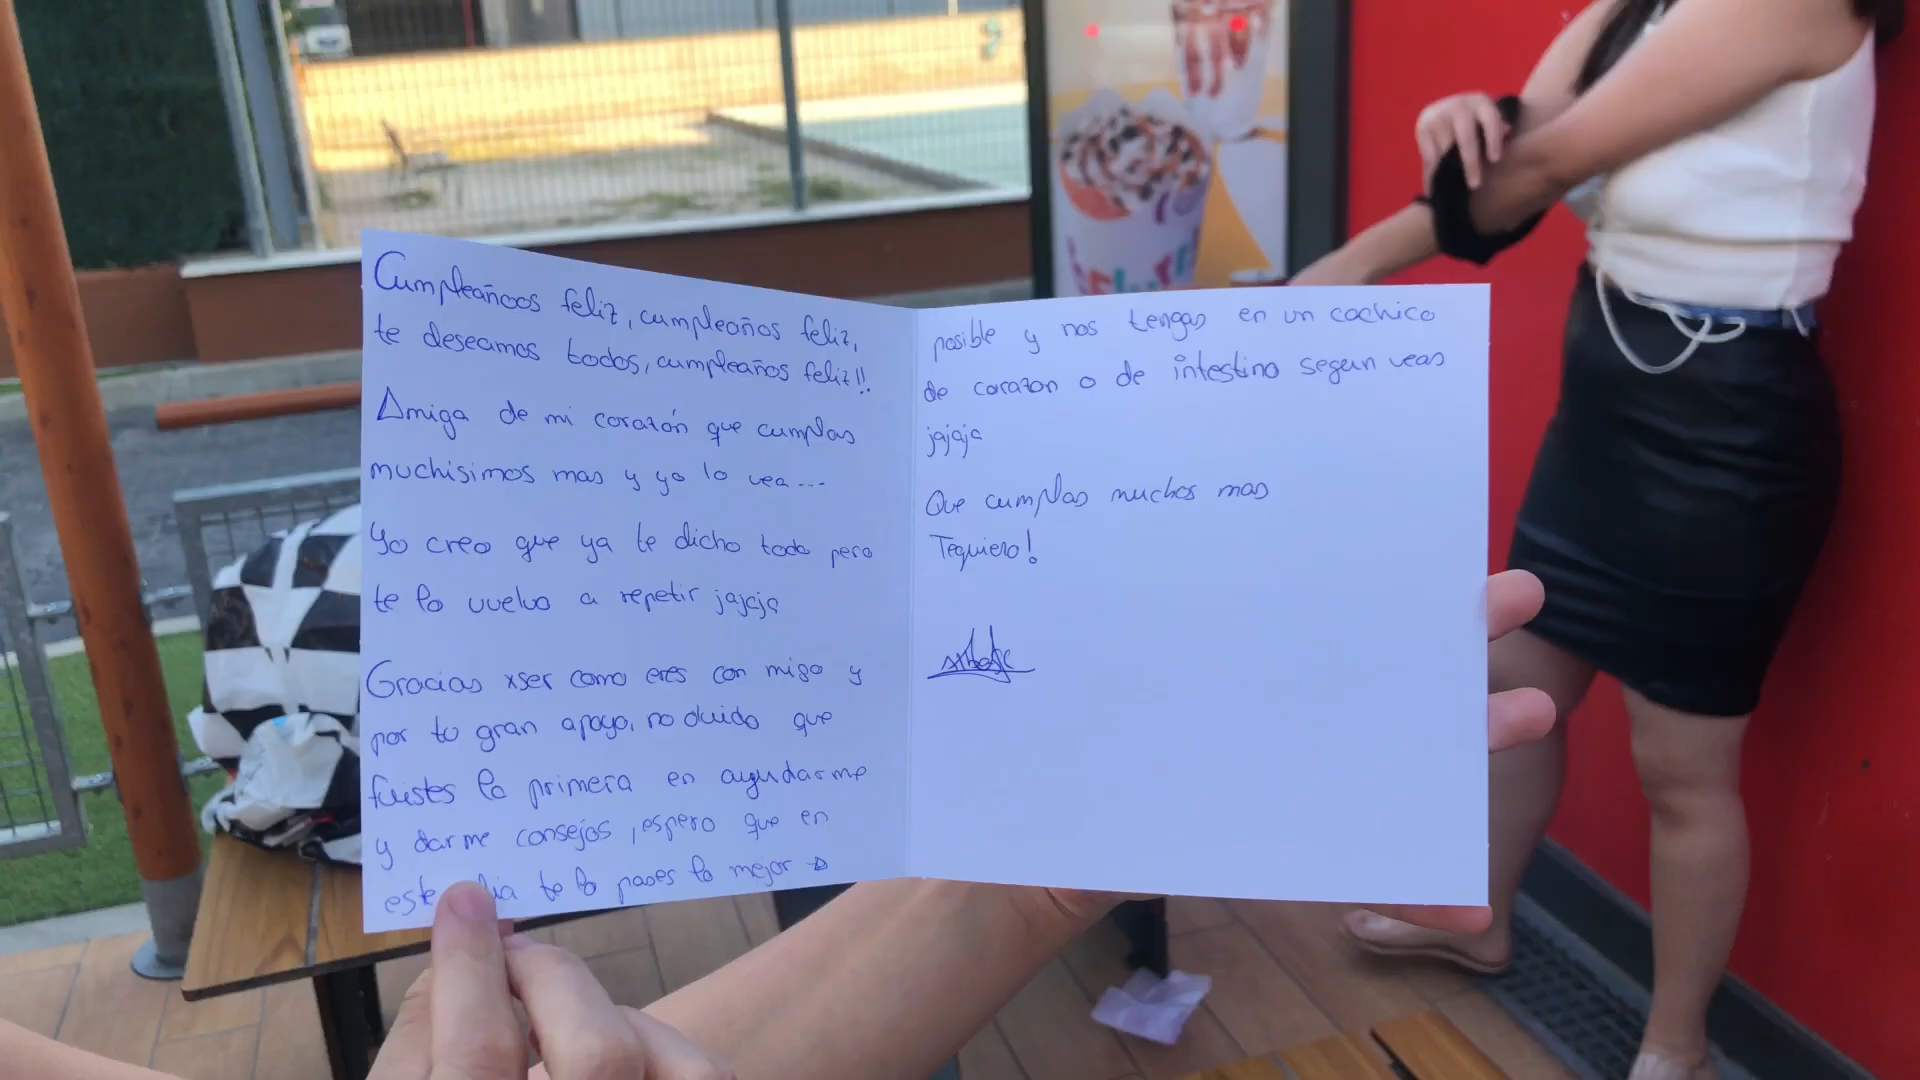 Cumpleañoos feliz, cumpleaños feliz,
te deseamos todos, cumpleaños feliz!!.
Amiga de mi corazón que cumplas
muchisimos mas y yo lo vea...
Yo creo que ya te dicho todo pero
te lo vuelvo a repetir jajaja
Gracias xser como eres con migo y
por tu gran apoyo, no oluido que
fuistes la primera en ayudarme
y darme consejos, espero que en
este dia te lo pases lo mejor
posible y nos tengas en un cachico
de corazon o de intestino segun veas
jajaja
Que cumplas muchos mas
Tequiero!